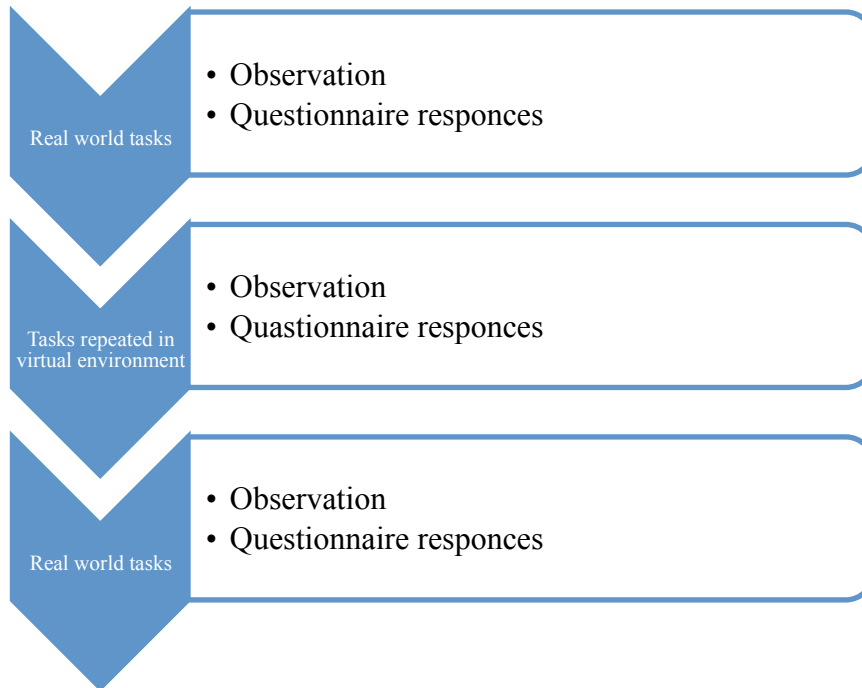 Real world tasks
• Observation
• Questionnaire responces
Tasks repeated in
virtual environment
• Observation
• Quastionnaire responces
Real world tasks
• Observation
• Questionnaire responces